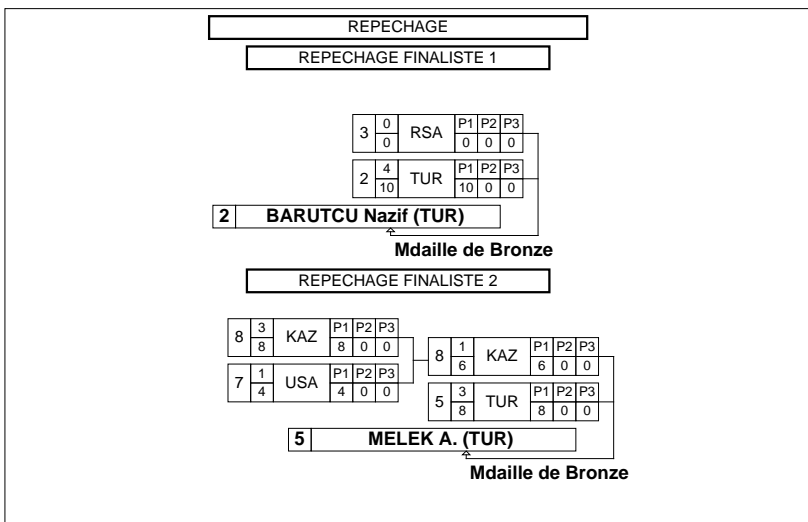 REPECHAGE
REPECHAGE FINALISTE 1
3 0 RSA P1 P2 P3
0 0 0 0
2 4 TUR P1 P2 P3
10 10 0 0
2 BARUTCU Nazif (TUR)
Mdaille de Bronze
REPECHAGE FINALISTE 2
8 3 KAZ P1 P2 P3
8 8 0 0
7 1 USA P1 P2 P3
4 4 0 0
8 1 KAZ P1 P2 P3
6 6 0 0
5 3 TUR P1 P2 P3
8 8 0 0
5 MELEK A. (TUR)
Mdaille de Bronze